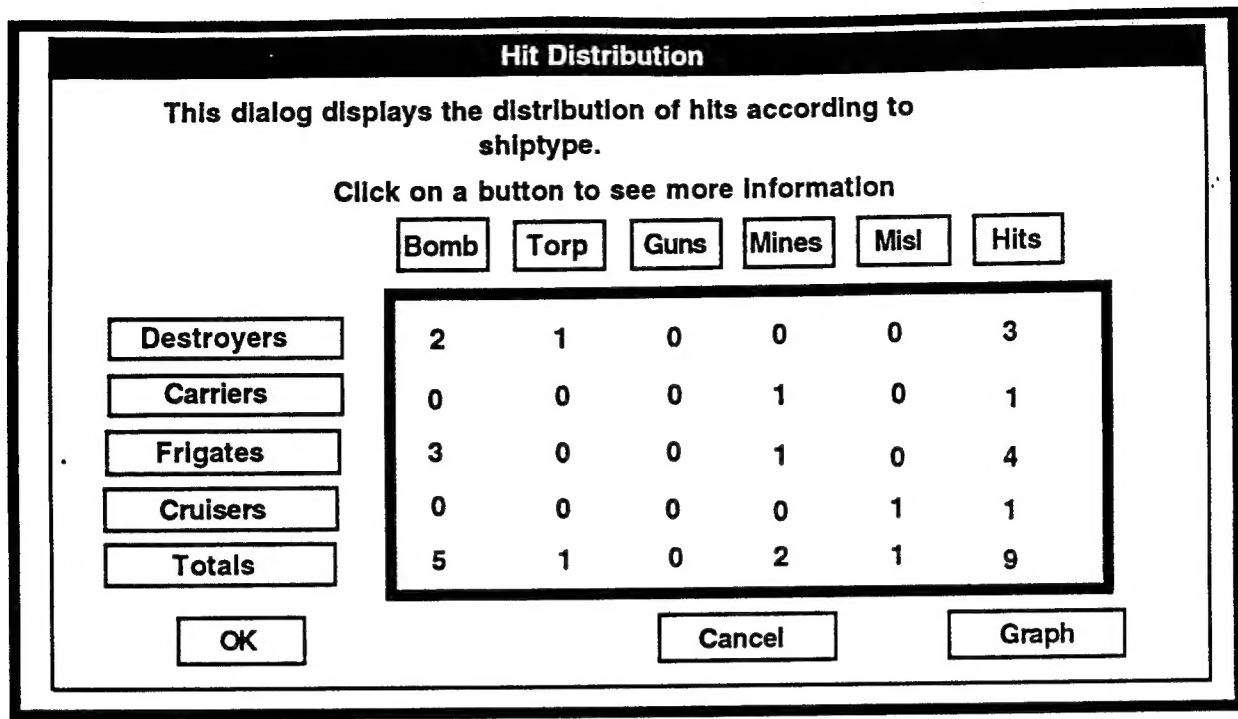 Hit Distribution
This dialog displays the distribution of hits according to
shiptype.
Click on a button to see more information
Bomb Torp Guns Mines Misl Hits
Destroyers 2 1 0 0 0 3
Carriers 0 0 0 1 0 1
Frigates 3 0 0 1 0 4
Cruisers 0 0 0 0 1 1
Totals 5 1 0 2 1 9
OK Cancel Graph